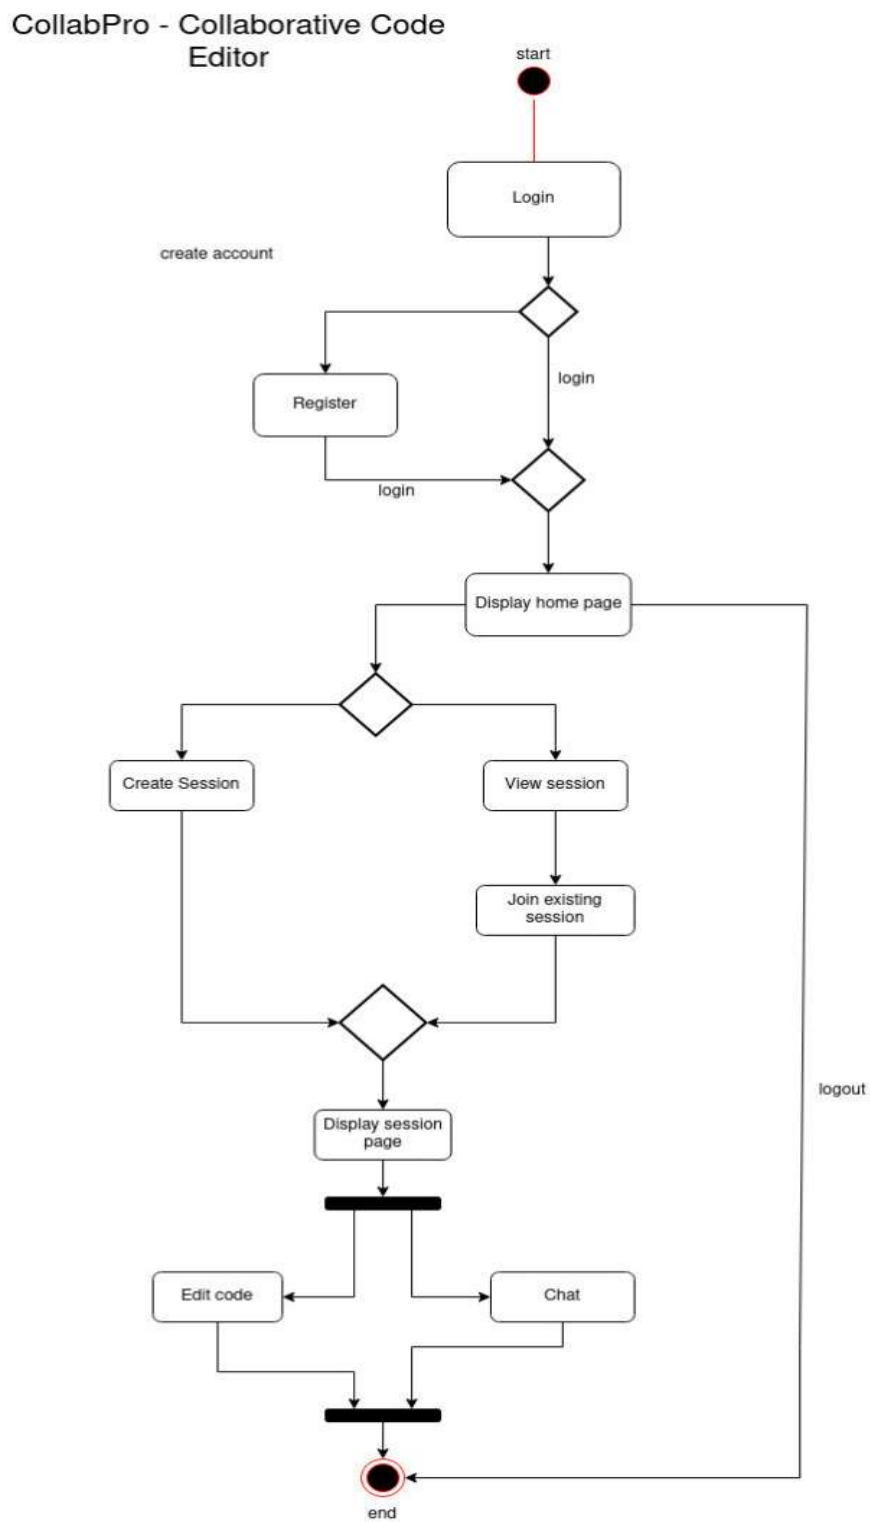 CollabPro - Collaborative Code
Editor
start
Login
create account
login
Register
login
Display home page
Create Session
View session
Join existing
session
logout
Display session
page
Edit code
Chat
end